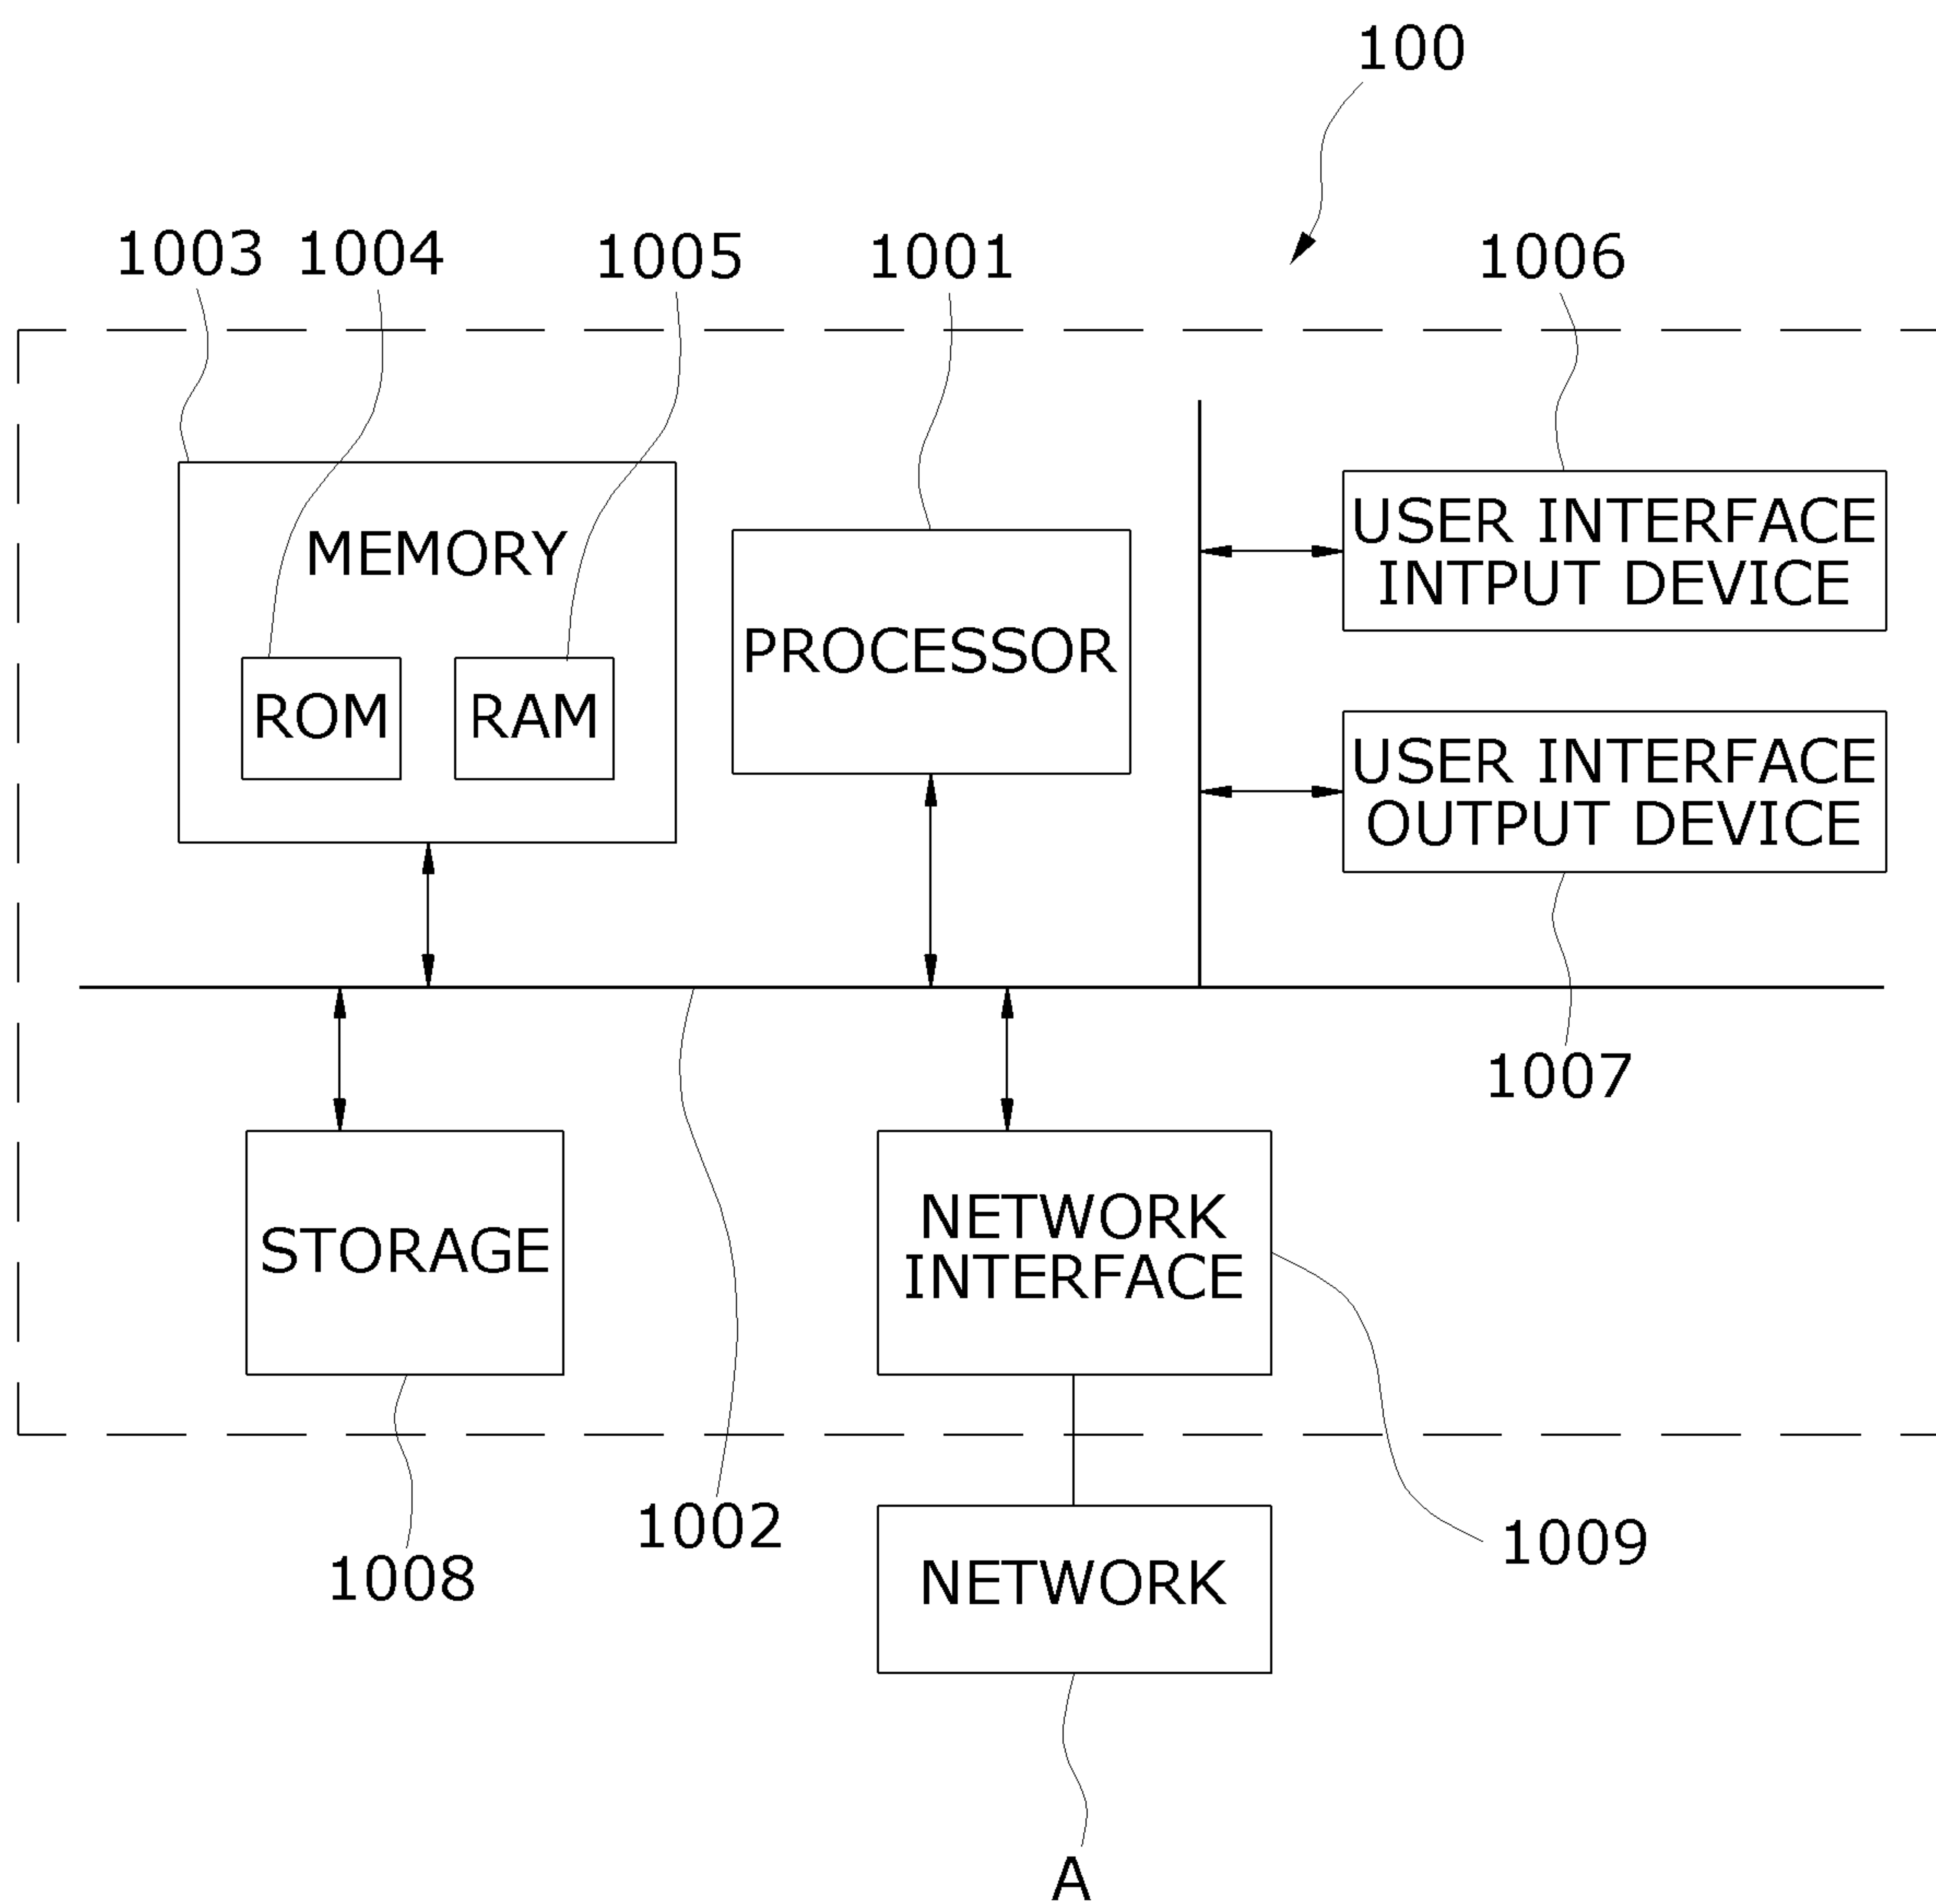 100
1003
1004
1005
1001
1006
MEMORY
ROM
RAM
PROCESSOR
USER INTERFACE
INTPUT DEVICE
USER INTERFACE
OUTPUT DEVICE
1007
STORAGE
NETWORK
INTERFACE
1008
1002
NETWORK
1009
A